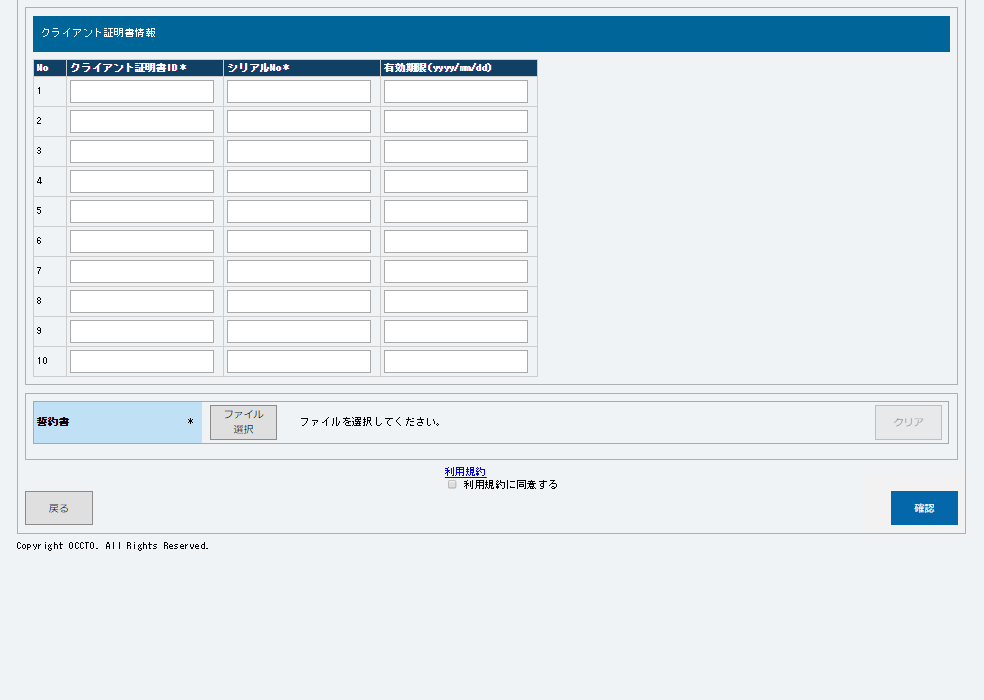 クライアント証明書情報
No クライアント証明書ID* シリアルNo* 有効期限(yyyy/mm/dd)
1
2
3
4
5
6
7
8
9
10
誓約書 * ファイル選択 ファイルを選択してください。 クリア
利用規約
利用規約に同意する
戻る 確認
Copyright OCCTO. All Rights Reserved.